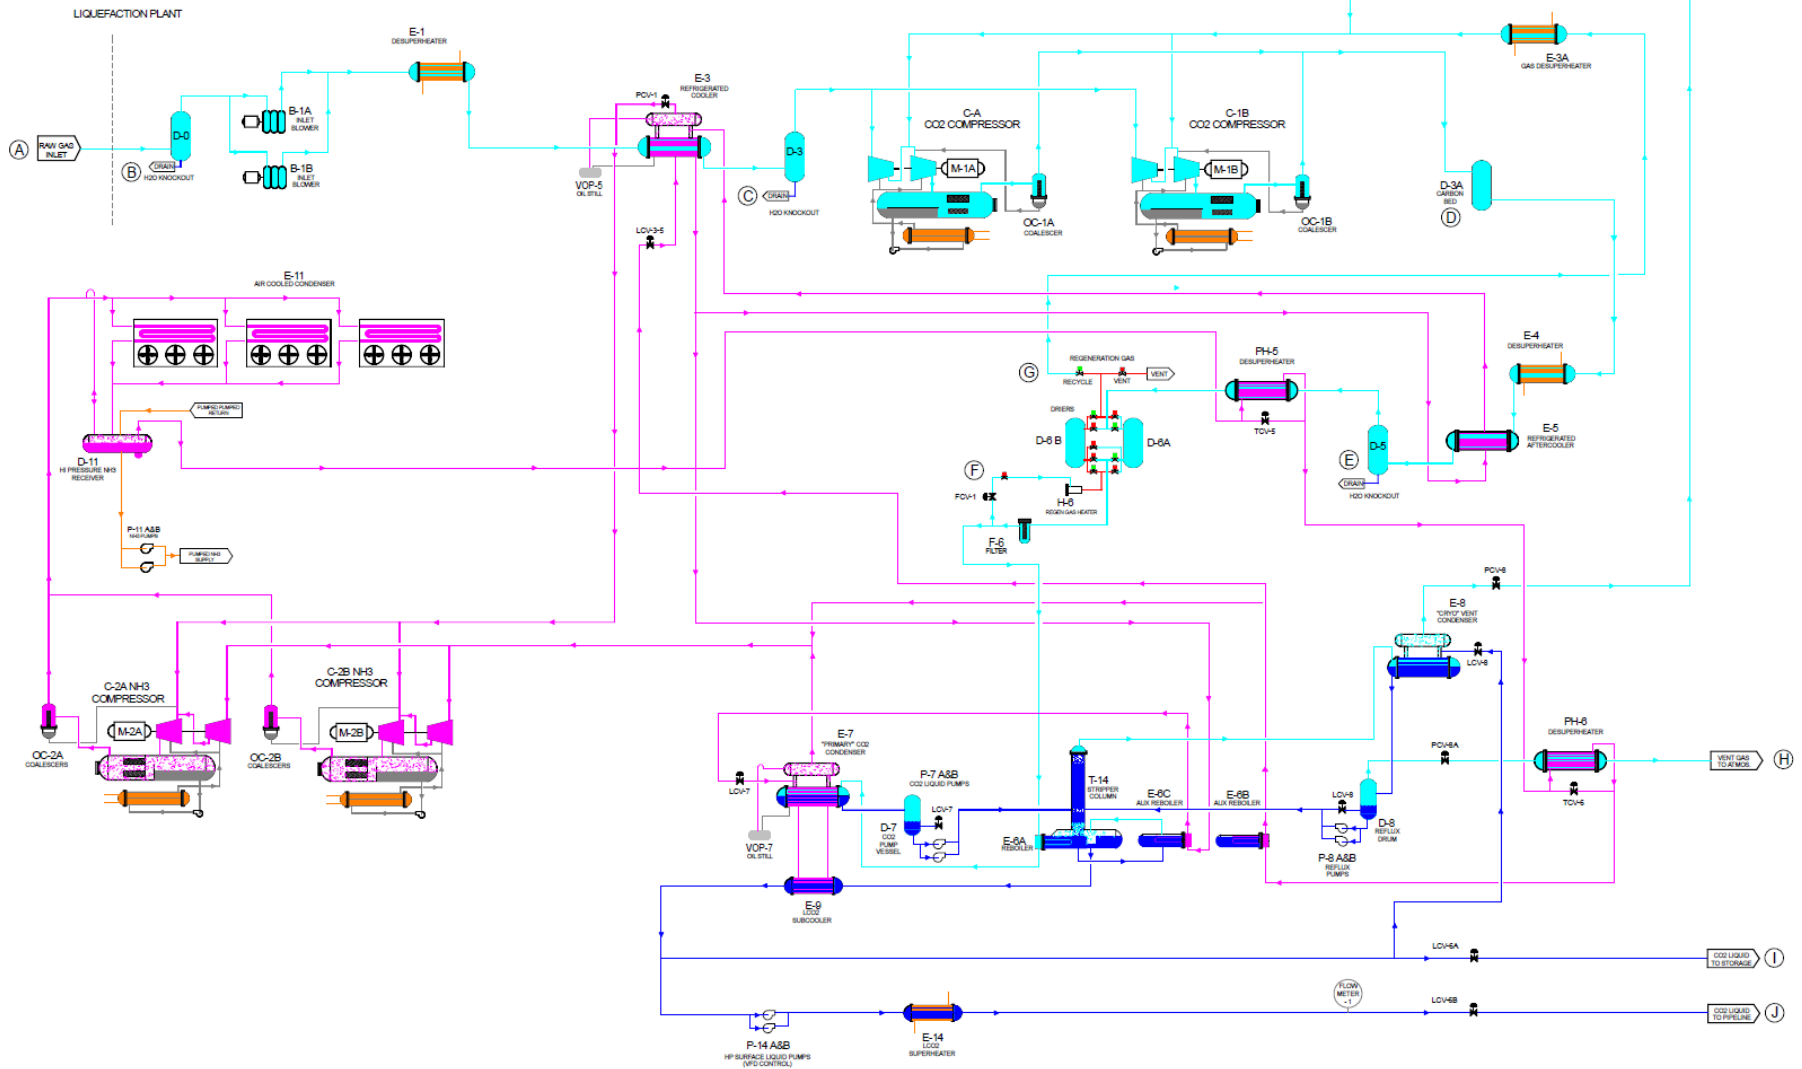 LIQUEFACTION PLANT
E-1
DESUPERHEATER
E-3
REFRIGERATED
COOLER
PCV-1
E-3A
GAS DESUPERHEATER
A
RAW GAS
INLET
D-0
B
DRAIN
H2O KNOCKOUT
B-1A
INLET
BLOWER
B-1B
INLET
BLOWER
VOP-5
OIL STILL
D-3
C
DRAIN
H2O KNOCKOUT
C-A
CO2 COMPRESSOR
M-1A
OC-1A
COALESCER
C-1B
CO2 COMPRESSOR
M-1B
OC-1B
COALESCER
D-3A
CARBON
BED
D
LCV-3-5
E-11
AIR COOLED CONDENSER
PUMPED PUMPED
RETURN
D-11
HI PRESSURE NH3
RECEIVER
P-11 A&B
NH3 PUMPS
PUMPED NH3
SUPPLY
G
REGENERATION GAS
RECYCLE
VENT
VENT
DRIERS
D-6 B
D-6A
F
FCV-1
H-6
REGEN GAS HEATER
F-6
FILTER
PH-5
DESUPERHEATER
TCV-5
E-4
DESUPERHEATER
E-5
REFRIGERATED
AFTERCOOLER
D-5
E
DRAIN
H2O KNOCKOUT
PCV-8
E-8
"CRYO" VENT
CONDENSER
LCV-8
C-2A NH3
COMPRESSOR
M-2A
OC-2A
COALESCERS
C-2B NH3
COMPRESSOR
M-2B
OC-2B
COALESCERS
E-7
"PRIMARY" CO2
CONDENSER
LCV-7
VOP-7
OIL STILL
P-7 A&B
CO2 LIQUID PUMPS
LCV-7
D-7
CO2
PUMP
VESSEL
T-14
STRIPPER
COLUMN
E-6A
REBOILER
E-6C
AUX REBOILER
E-6B
AUX REBOILER
LCV-8
D-8
REFLUX
DRUM
P-8 A&B
REFLUX
PUMPS
PCV-8A
PH-6
DESUPERHEATER
TCV-6
VENT GAS
TO ATMOS.
H
E-9
LCO2
SUBCOOLER
LCV-5A
CO2 LIQUID
TO STORAGE
I
P-14 A&B
HP SURFACE LIQUID PUMPS
(VFD CONTROL)
E-14
LCO2
SUPERHEATER
FLOW
METER
-1
LCV-5B
CO2 LIQUID
TO PIPELINE
J